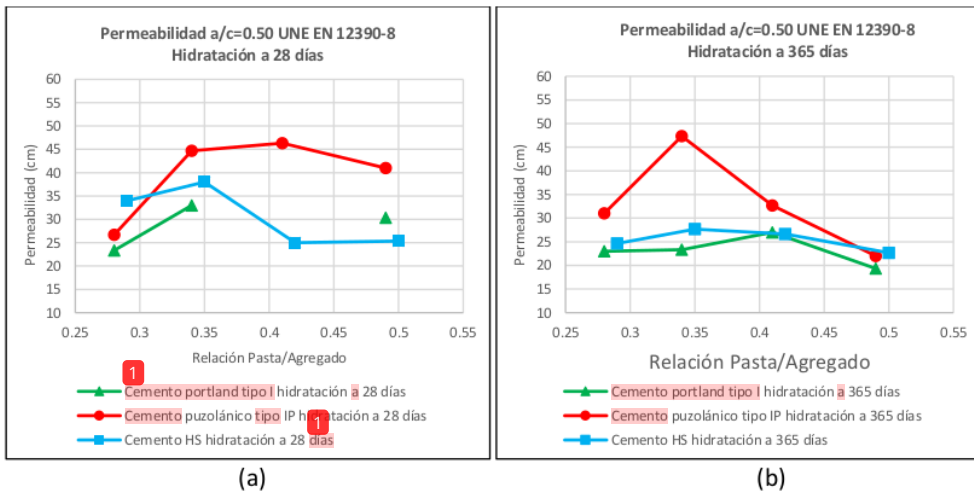 Permeabilidad a/c=0.50 UNE EN 12390-8
Hidratación a 28 días
60
55
50
45
40
35
30
25
20
15
10
Permeabilidad (cm)
0.25 0.3 0.35 0.4 0.45 0.5 0.55
Relación Pasta/Agregado
1
Cemento portland tipo I hidratación a 28 días
Cemento puzolánico tipo IP hidratación a 28 días
1
Cemento HS hidratación a 28 días
(a)
Permeabilidad a/c=0.50 UNE EN 12390-8
Hidratación a 365 días
60
55
50
45
40
35
30
25
20
15
10
Permeabilidad (cm)
0.25 0.3 0.35 0.4 0.45 0.5 0.55
Relación Pasta/Agregado
Cemento portland tipo I hidratación a 365 días
Cemento puzolánico tipo IP hidratación a 365 días
Cemento HS hidratación a 365 días
(b)